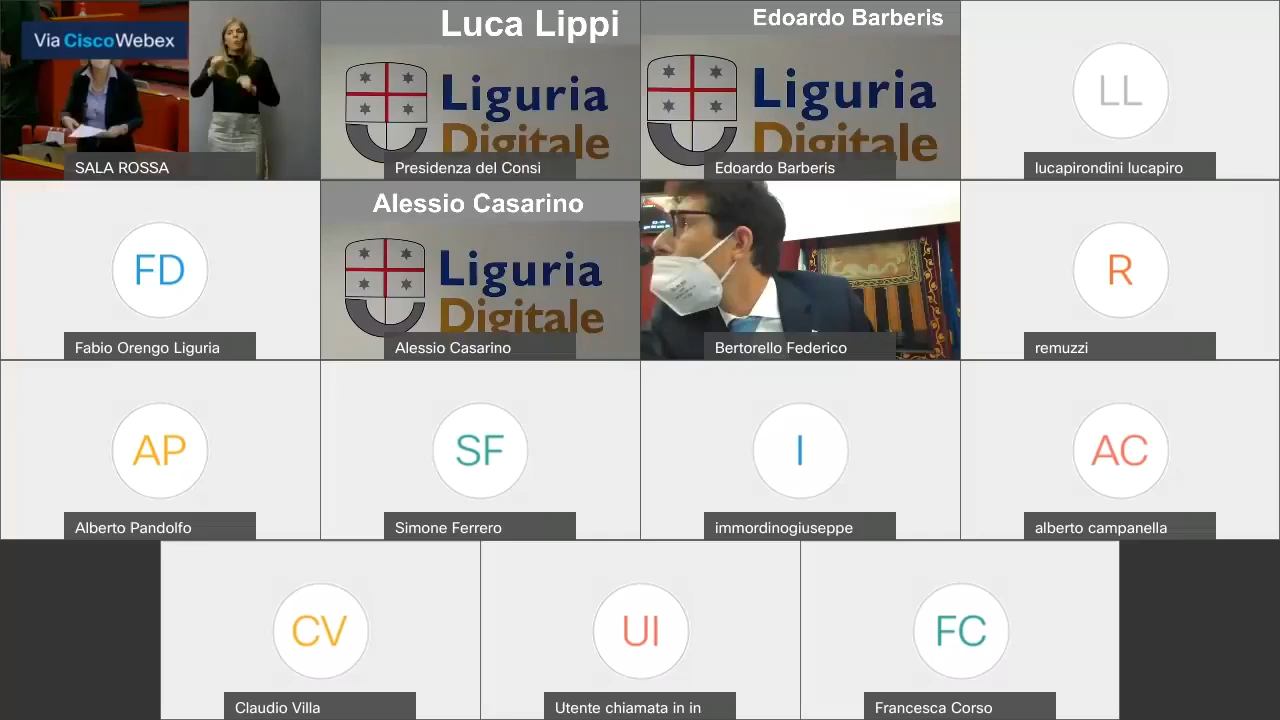 Via Cisco Webex
SALA ROSSA
Luca Lippi
Liguria
Digitale
Presidenza del Consi
Edoardo Barberis
Liguria
Digitale
Edoardo Barberis
LL
lucapirondini lucapiro
FD
Fabio Orengo Liguria
Alessio Casarino
Liguria
Digitale
Alessio Casarino
Bertorello Federico
R
remuzzi
AP
Alberto Pandolfo
SF
Simone Ferrero
I
immordinogiuseppe
AC
alberto campanella
CV
Claudio Villa
UI
Utente chiamata in in
FC
Francesca Corso